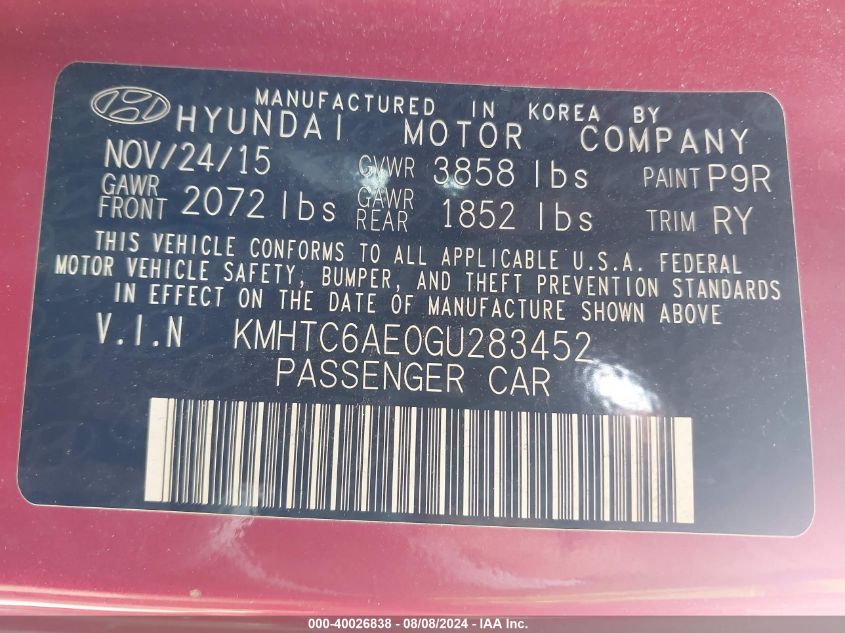 MANUFACTURED IN KOREA BY
HYUNDAI MOTOR COMPANY
NOV/24/15 GVWR 3858 lbs PAINT P9R
GAWR FRONT 2072 lbs GAWR REAR 1852 lbs TRIM RY
THIS VEHICLE CONFORMS TO ALL APPLICABLE U.S.A. FEDERAL
MOTOR VEHICLE SAFETY, BUMPER, AND THEFT PREVENTION STANDARDS
IN EFFECT ON THE DATE OF MANUFACTURE SHOWN ABOVE
V.I.N KMHTC6AE0GU283452
PASSENGER CAR
000-40026838 - 08/08/2024 - IAA Inc.